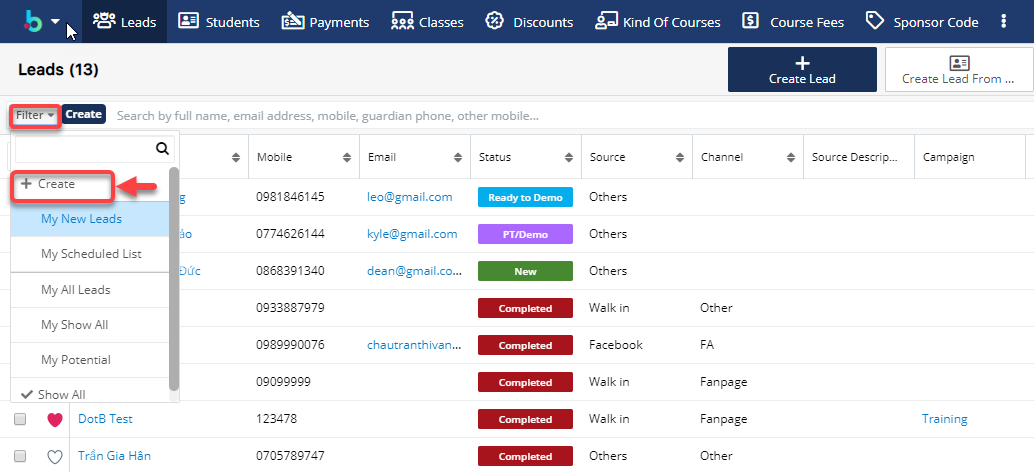 Leads Students Payments Classes Discounts Kind Of Courses Course Fees Sponsor Code
Leads (13)
Create Lead
Create Lead From ...
Filter Create Search by full name, email address, mobile, guardian phone, other mobile...
Mobile Email Status Source Channel Source Descrip... Campaign
Create
My New Leads
My Scheduled List
My All Leads
My Show All
My Potential
Show All
0981846145 leo@gmail.com Ready to Demo Others
0774626144 kyle@gmail.com PT/Demo Others
Đức 0868391340 dean@gmail.co... New Others
0933887979 Completed Walk in Other
0989990076 chautranthivan... Completed Facebook FA
09099999 Completed Walk in Fanpage
DotB Test 123478 Completed Walk in Fanpage Training
Trần Gia Hân 0705789747 Completed Others Other